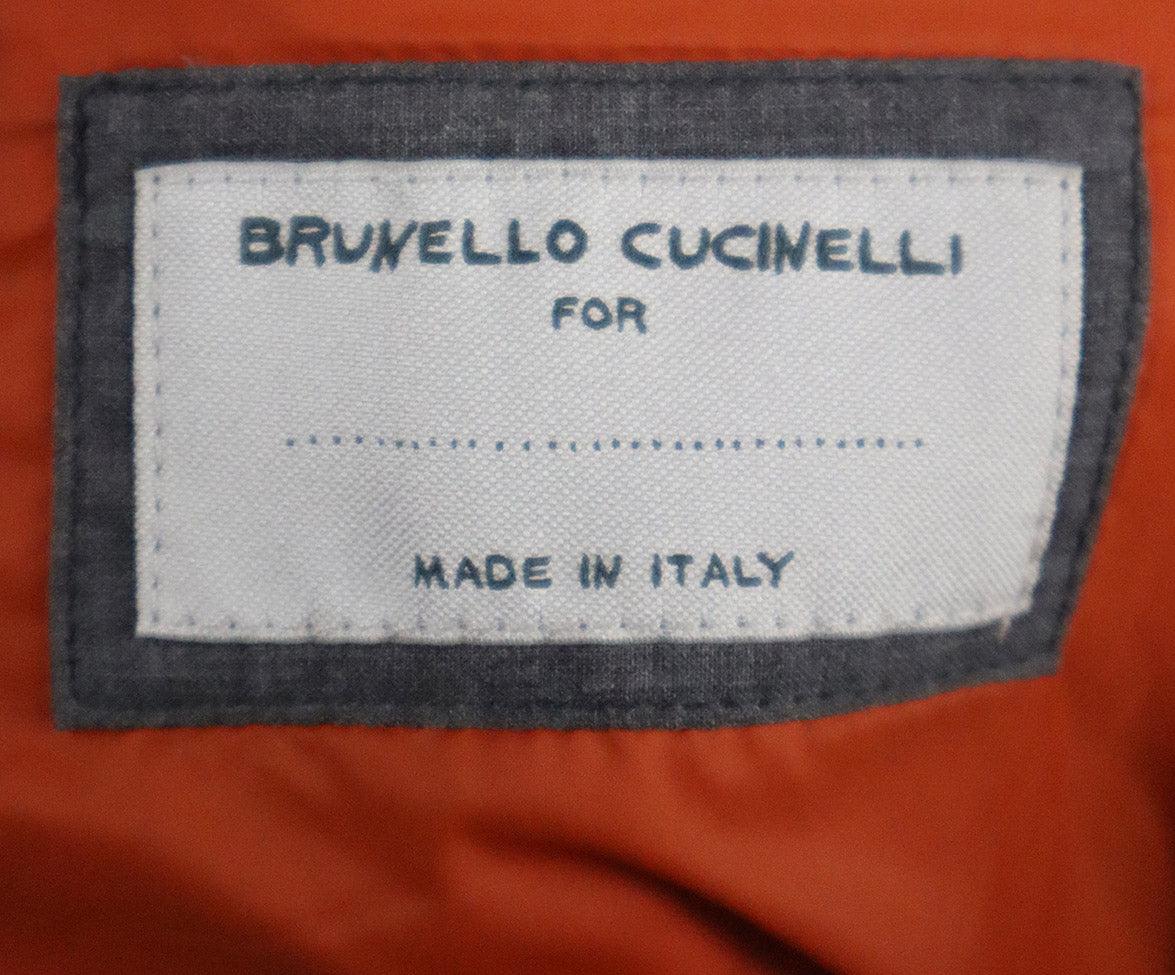 BRUNELLO CUCINELLI
FOR
................................
MADE IN ITALY